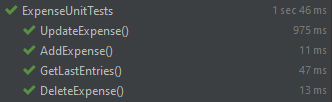 ExpenseUnitTests 1 sec 46 ms
UpdateExpense() 975 ms
AddExpense() 11 ms
GetLastEntries() 47 ms
DeleteExpense() 13 ms